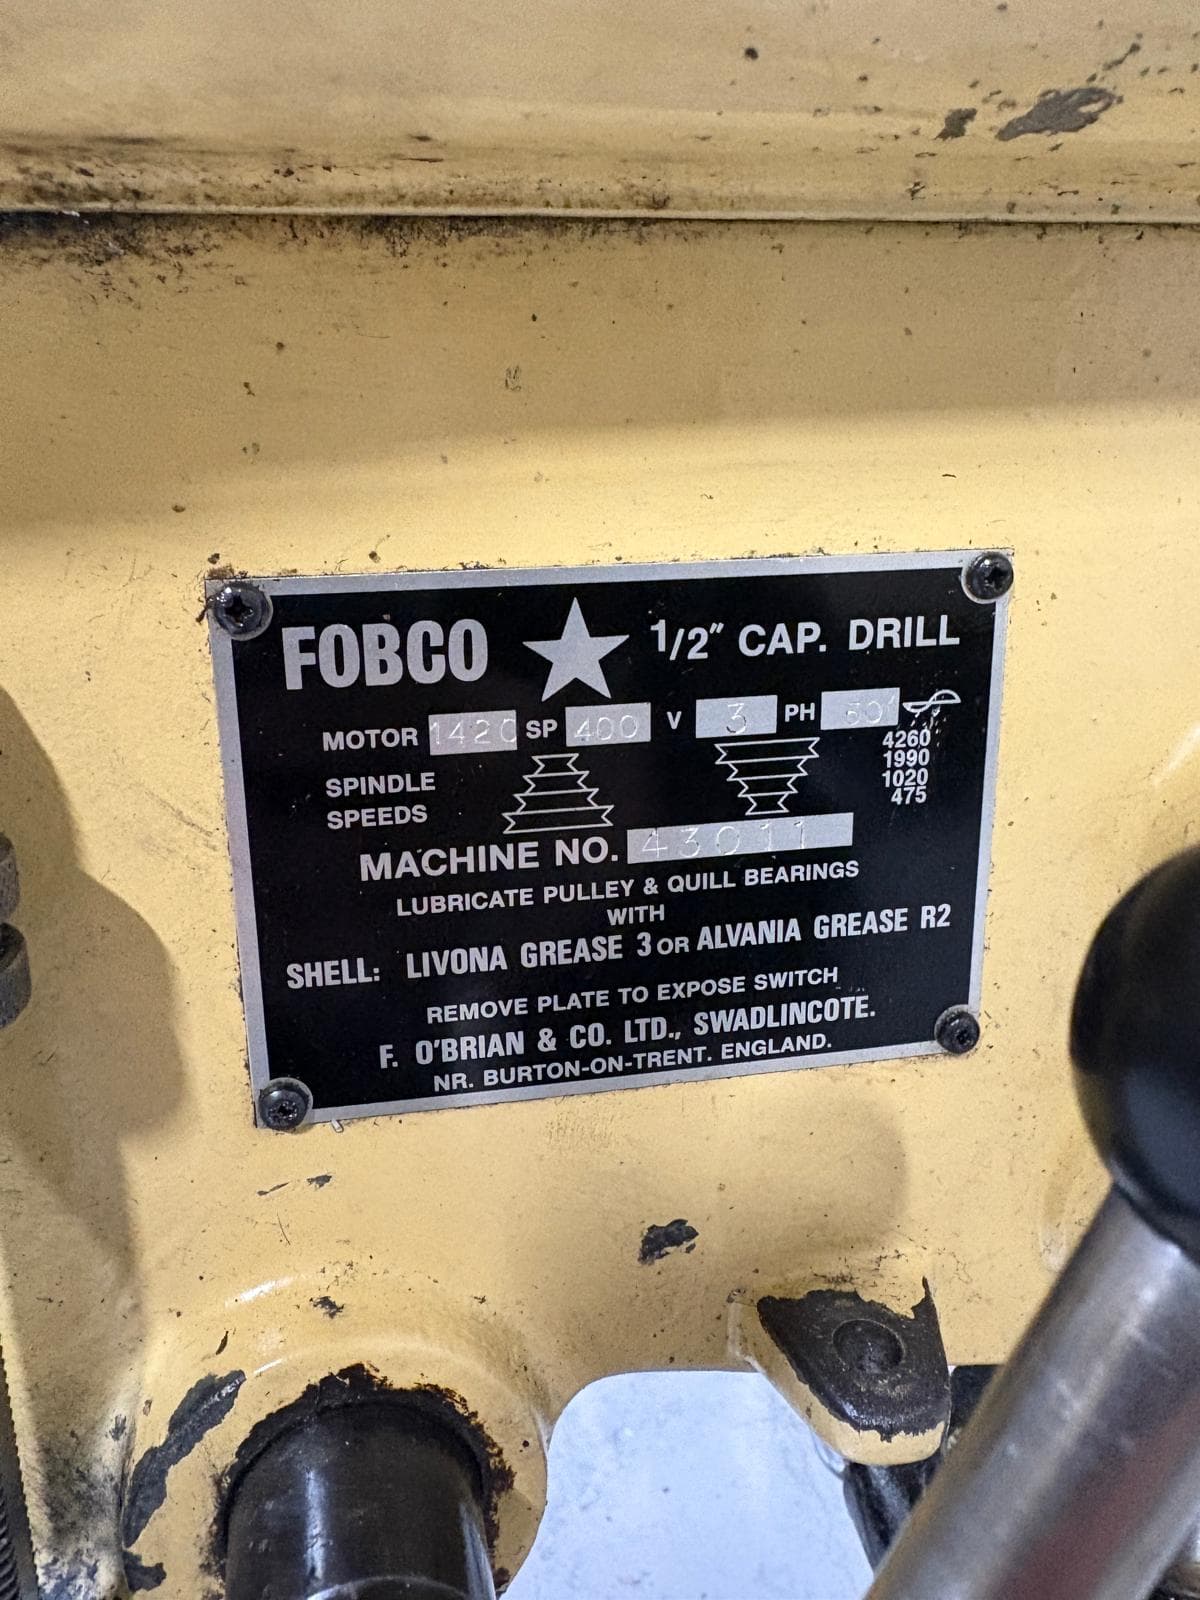 FOBCO ★ 1/2" CAP. DRILL
MOTOR 1420 SP 400 V 3 PH 50
SPINDLE SPEEDS
4260
1990
1020
475
MACHINE NO. 43011
LUBRICATE PULLEY & QUILL BEARINGS
WITH
SHELL: LIVONA GREASE 3 OR ALVANIA GREASE R2
REMOVE PLATE TO EXPOSE SWITCH
F. O'BRIAN & CO. LTD., SWADLINCOTE.
NR. BURTON-ON-TRENT. ENGLAND.